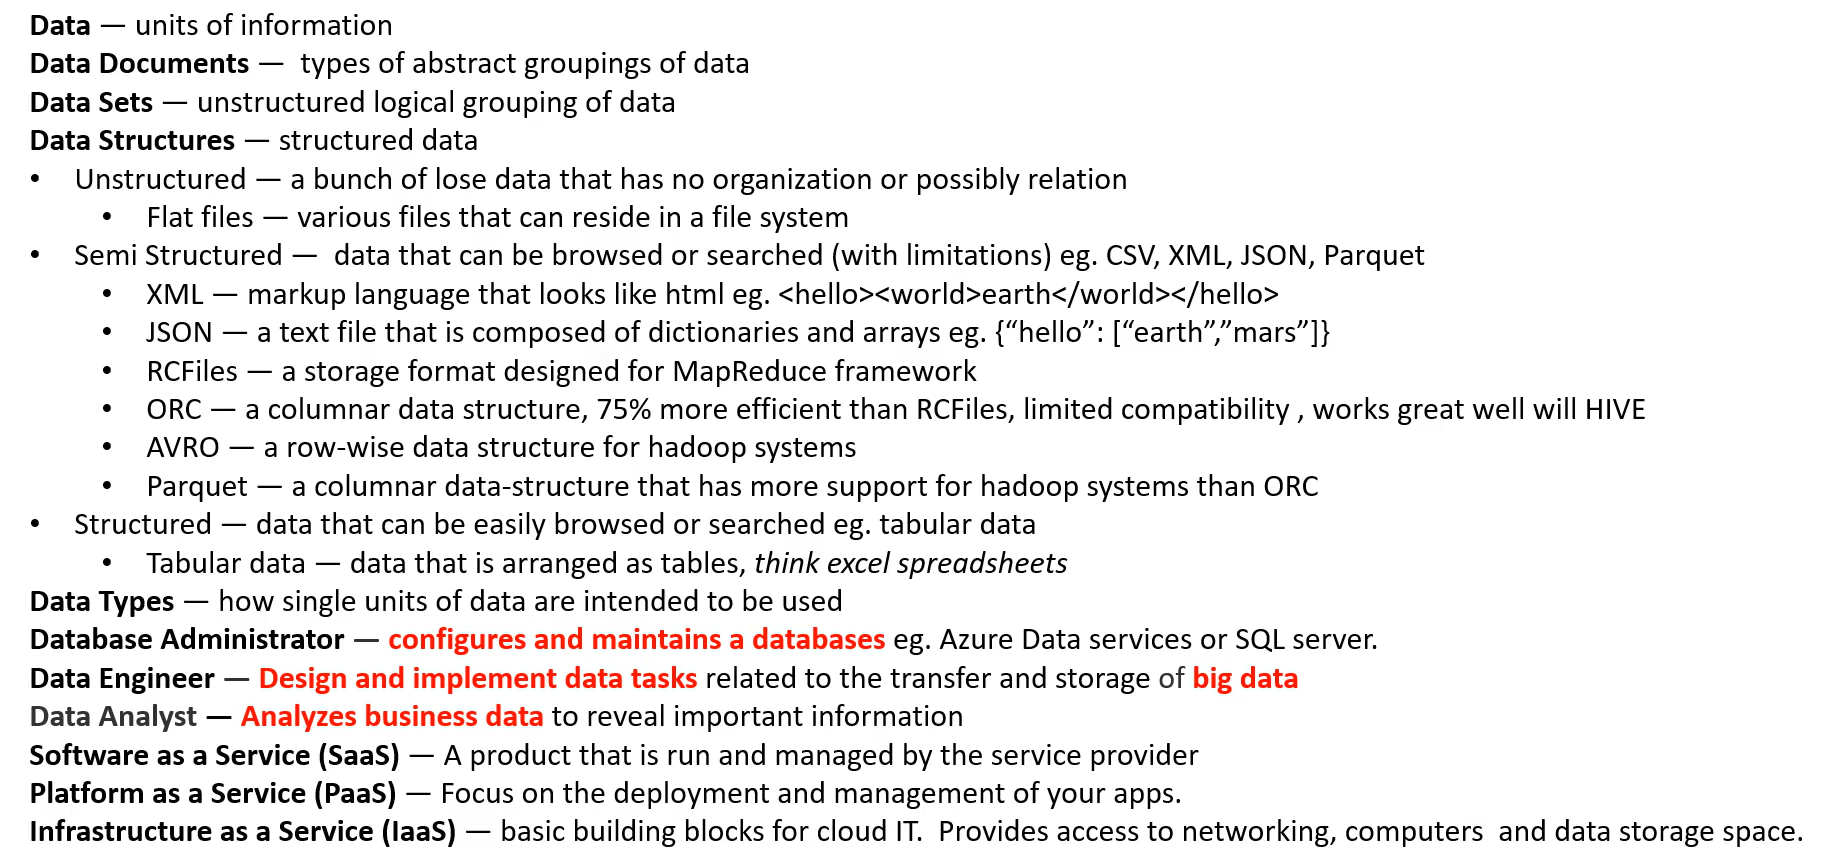 Data — units of information
Data Documents — types of abstract groupings of data
Data Sets — unstructured logical grouping of data
Data Structures — structured data
• Unstructured — a bunch of lose data that has no organization or possibly relation
• Flat files — various files that can reside in a file system
• Semi Structured — data that can be browsed or searched (with limitations) eg. CSV, XML, JSON, Parquet
• XML — markup language that looks like html eg. <hello><world>earth</world></hello>
• JSON — a text file that is composed of dictionaries and arrays eg. {“hello”: [“earth”,”mars”]}
• RCFiles — a storage format designed for MapReduce framework
• ORC — a columnar data structure, 75% more efficient than RCFiles, limited compatibility , works great well will HIVE
• AVRO — a row-wise data structure for hadoop systems
• Parquet — a columnar data-structure that has more support for hadoop systems than ORC
• Structured — data that can be easily browsed or searched eg. tabular data
• Tabular data — data that is arranged as tables, think excel spreadsheets
Data Types — how single units of data are intended to be used
Database Administrator — configures and maintains a databases eg. Azure Data services or SQL server.
Data Engineer — Design and implement data tasks related to the transfer and storage of big data
Data Analyst — Analyzes business data to reveal important information
Software as a Service (SaaS) — A product that is run and managed by the service provider
Platform as a Service (PaaS) — Focus on the deployment and management of your apps.
Infrastructure as a Service (IaaS) — basic building blocks for cloud IT. Provides access to networking, computers and data storage space.